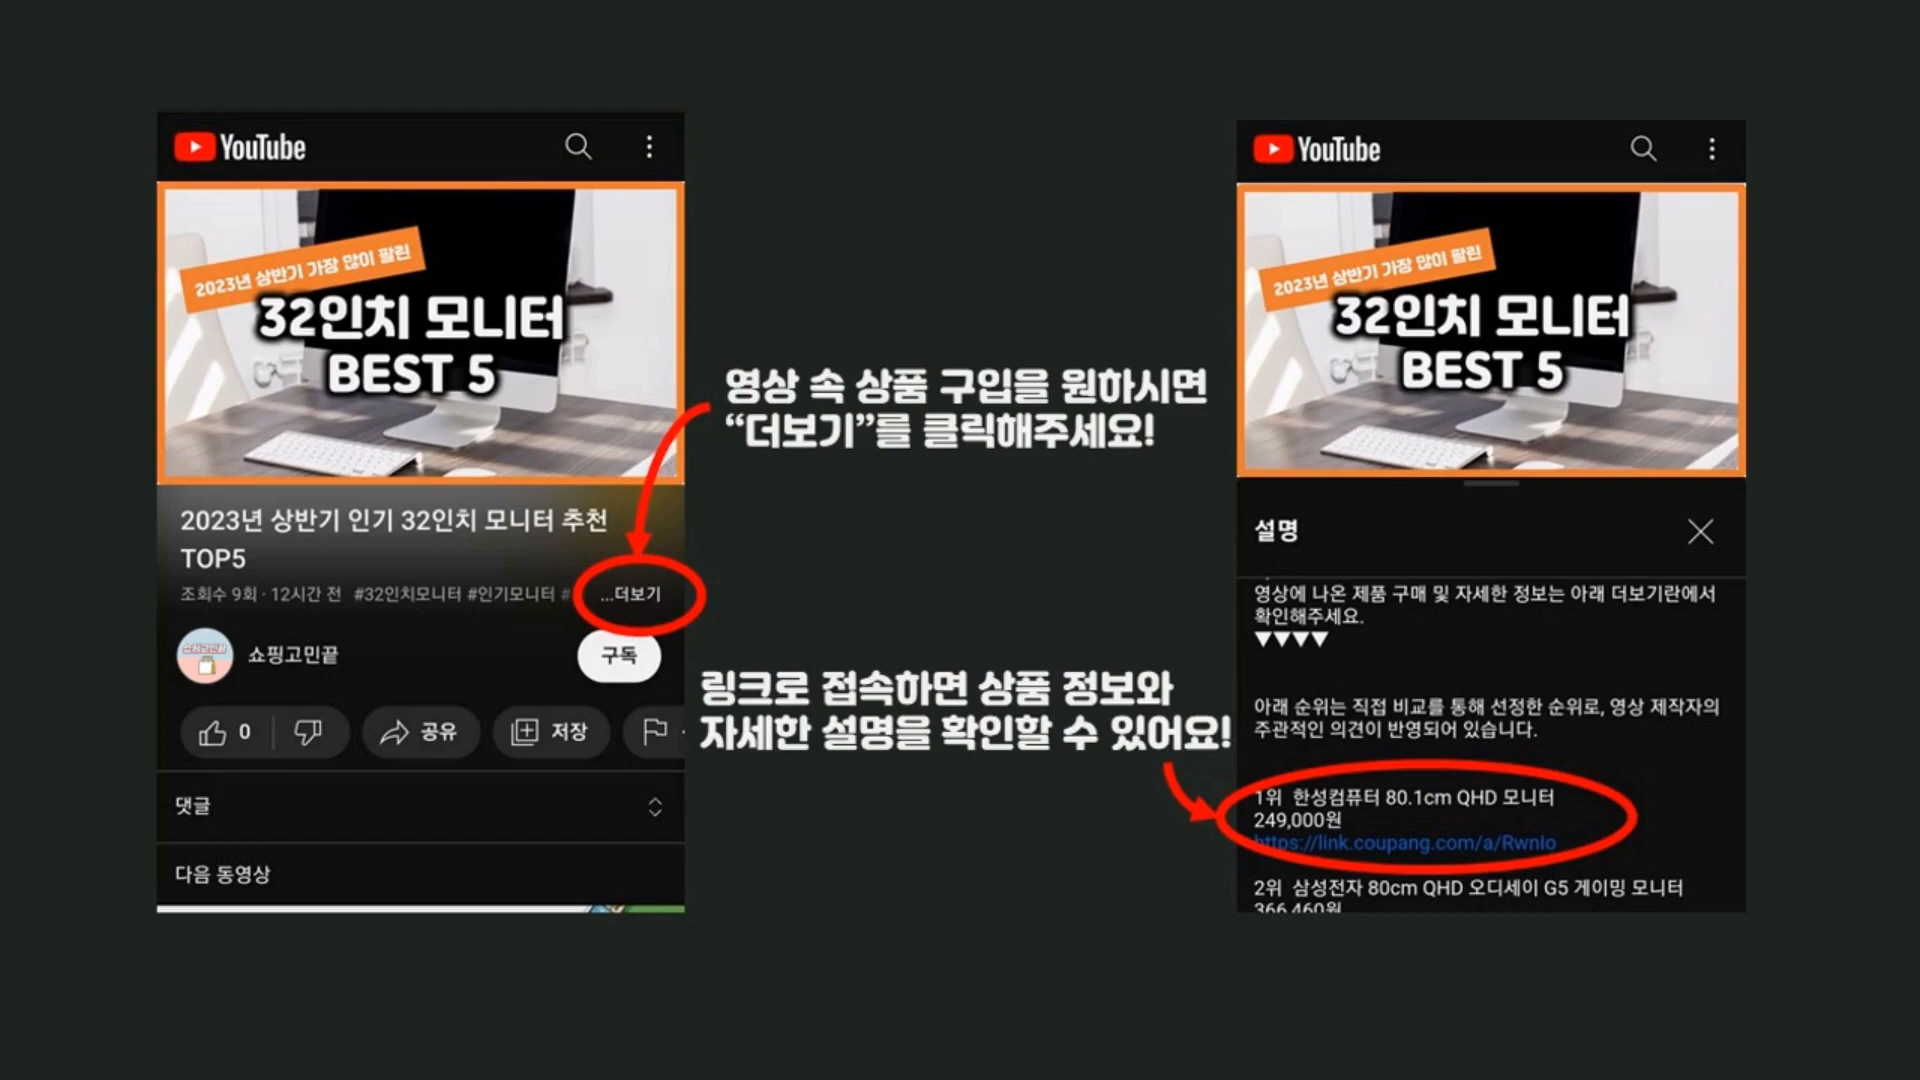 YouTube
2023년 상반기 가장 많이 팔린
32인치 모니터
BEST 5
2023년 상반기 인기 32인치 모니터 추천
TOP5
조회수 9회 · 12시간 전 #32인치모니터 #인기모니터 # ...더보기
쇼핑고민끝
쇼핑고민끝
구독
0
공유
저장
댓글
다음 동영상
영상 속 상품 구입을 원하시면
“더보기”를 클릭해주세요!
링크로 접속하면 상품 정보와
자세한 설명을 확인할 수 있어요!
YouTube
2023년 상반기 가장 많이 팔린
32인치 모니터
BEST 5
설명
영상에 나온 제품 구매 및 자세한 정보는 아래 더보기란에서
확인해주세요.
▼▼▼▼
아래 순위는 직접 비교를 통해 선정한 순위로, 영상 제작자의
주관적인 의견이 반영되어 있습니다.
1위 한성컴퓨터 80.1cm QHD 모니터
249,000원
https://link.coupang.com/a/RwnIo
2위 삼성전자 80cm QHD 오디세이 G5 게이밍 모니터
366,460원